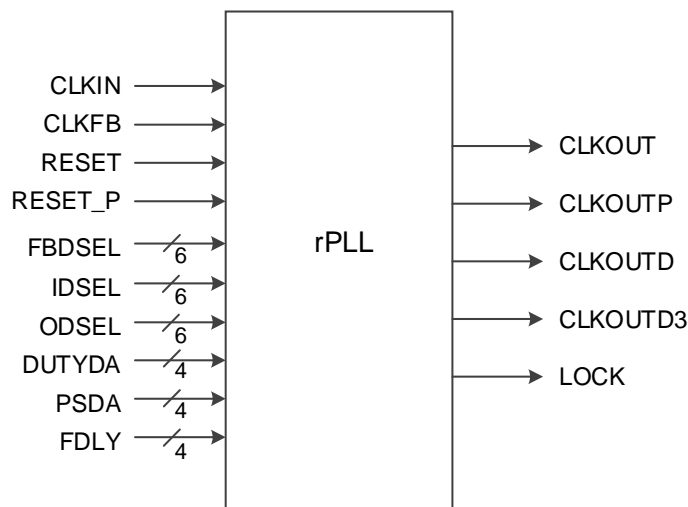 CLKIN
CLKFB
RESET
RESET_P
FBDSEL 6
IDSEL 6
ODSEL 6
DUTYDA 4
PSDA 4
FDLY 4
rPLL
CLKOUT
CLKOUTP
CLKOUTD
CLKOUTD3
LOCK